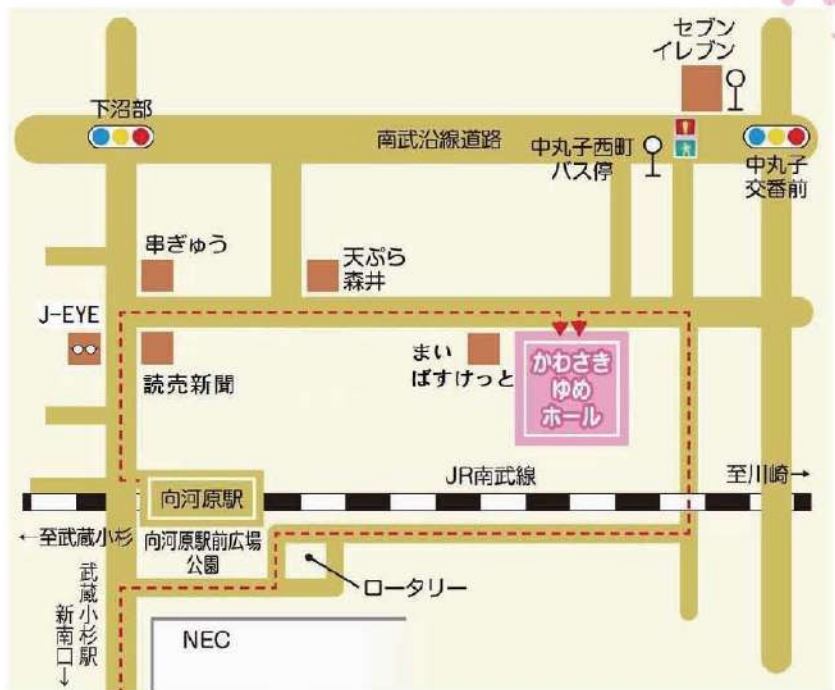 セブン
イレブン
下沼部
南武沿線道路
中丸子西町
バス停
中丸子
交番前
串ぎゅう
天ぷら
森井
J-EYE
読売新聞
まい
ばすけっと
かわさき
ゆめ
ホール
JR南武線
至川崎→
向河原駅
←至武蔵小杉
向河原駅前広場
公園
ロータリー
武蔵小杉駅
新南口↓
NEC